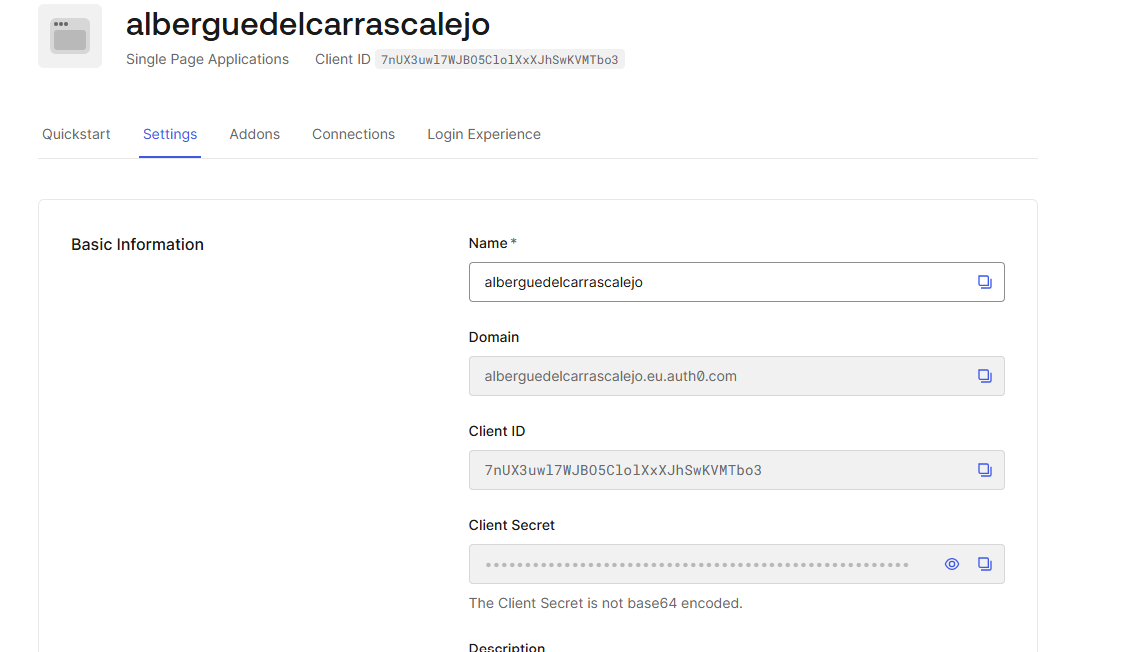 alberguedelcarrascalejo
Single Page Applications Client ID 7nUX3uwl7WJBO5ClolXxXJhSwKVMTbo3
Quickstart Settings Addons Connections Login Experience
Basic Information
Name *
alberguedelcarrascalejo
Domain
alberguedelcarrascalejo.eu.auth0.com
Client ID
7nUX3uwl7WJBO5ClolXxXJhSwKVMTbo3
Client Secret
The Client Secret is not base64 encoded.
Description